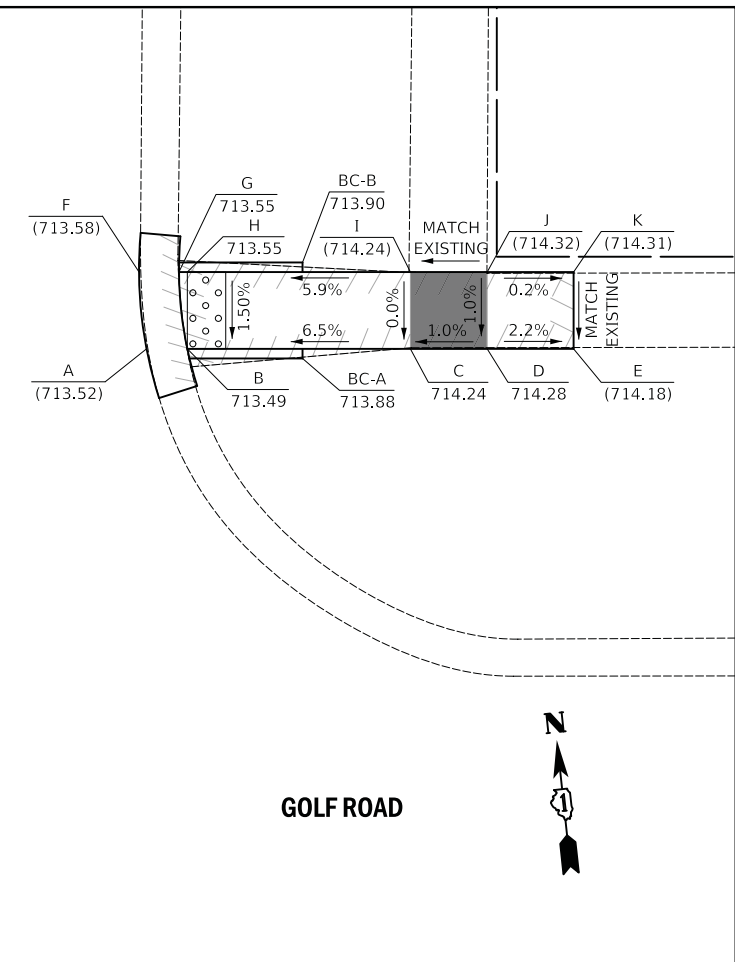 G
713.55
BC-B
713.90
F
(713.58)
H
713.55
I
(714.24)
MATCH
EXISTING
J
(714.32)
K
(714.31)
5.9%
0.2%
1.50%
0.0%
1.0%
MATCH
EXISTING
6.5%
1.0%
2.2%
A
(713.52)
B
713.49
BC-A
713.88
C
714.24
D
714.28
E
(714.18)
N
1
GOLF ROAD